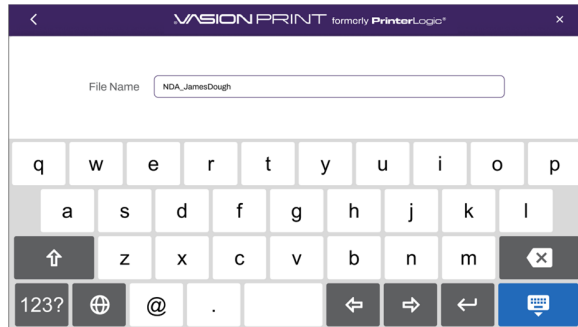 VASION PRINT formerly PrinterLogic®
File Name NDA_JamesDough
q w e r t y u i o p
a s d f g h j k l
z x c v b n m
123? @ .